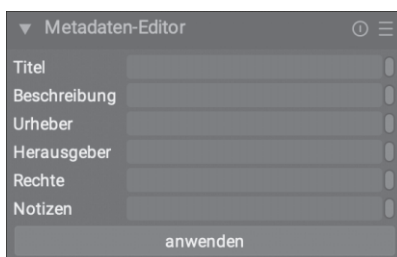 Metadaten-Editor
Titel
Beschreibung
Urheber
Herausgeber
Rechte
Notizen
anwenden